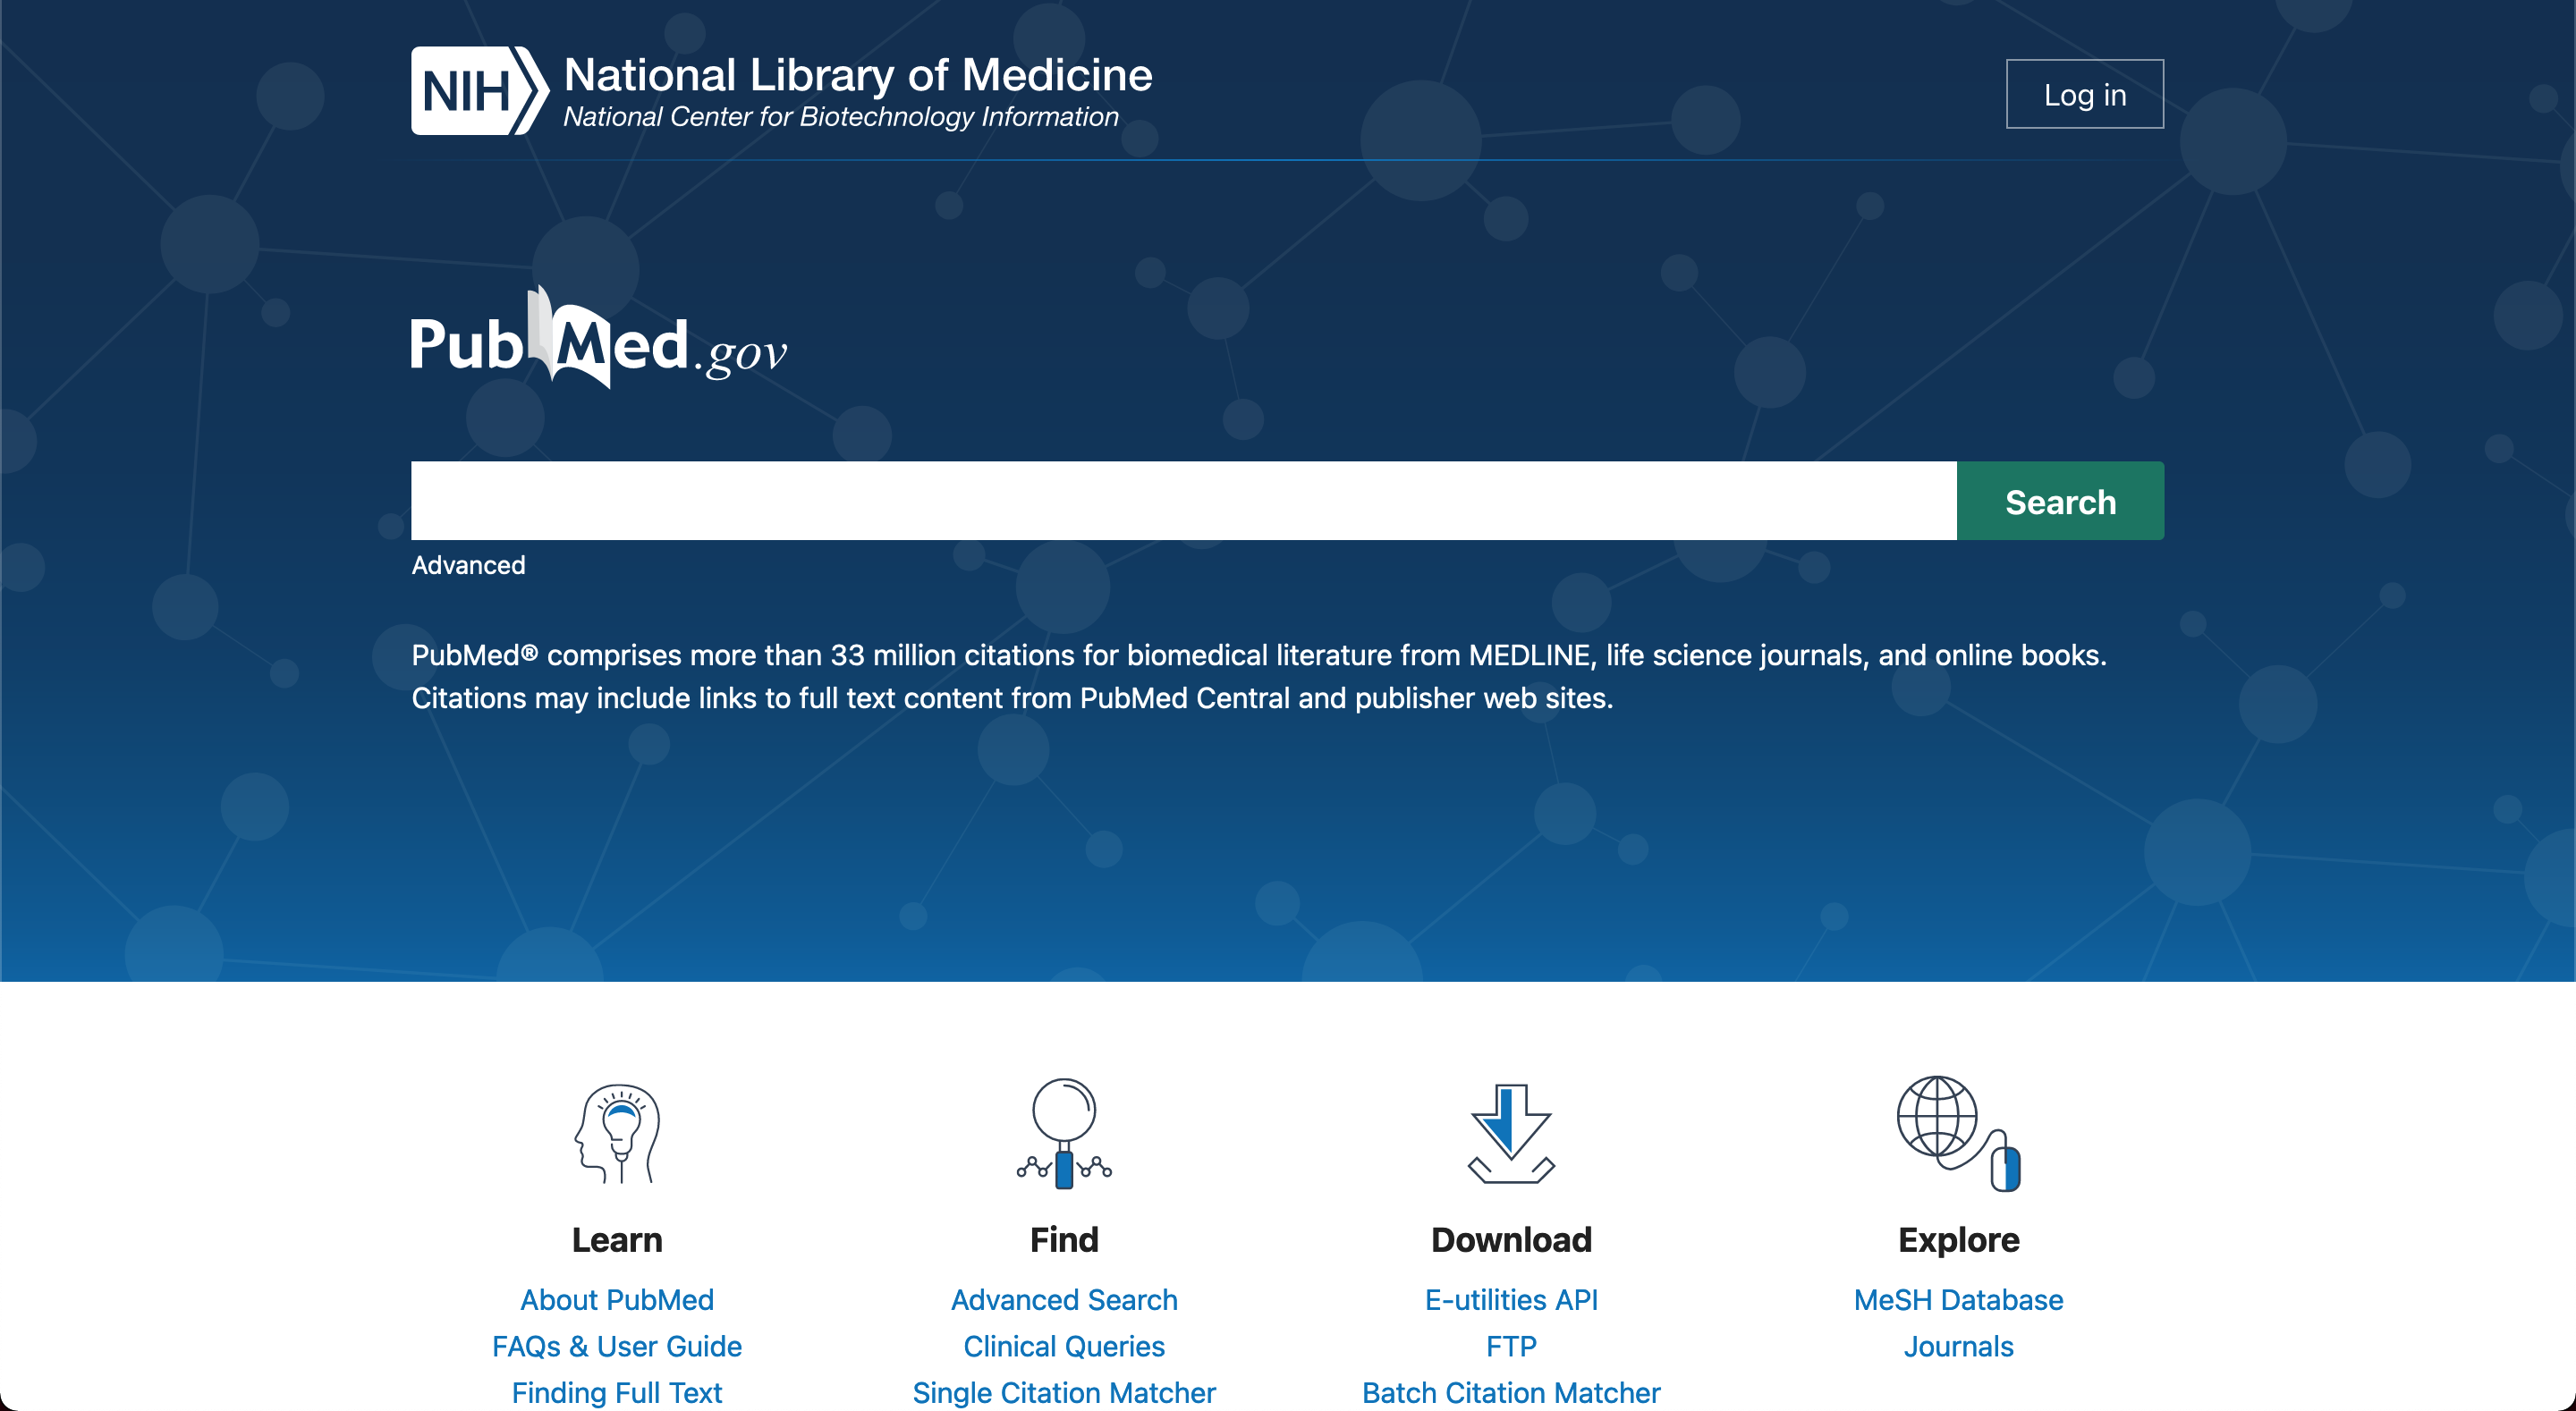 NIH National Library of Medicine
National Center for Biotechnology Information
Log in
PubMed.gov
Search
Advanced
PubMed® comprises more than 33 million citations for biomedical literature from MEDLINE, life science journals, and online books.
Citations may include links to full text content from PubMed Central and publisher web sites.
Learn
About PubMed
FAQs & User Guide
Finding Full Text
Find
Advanced Search
Clinical Queries
Single Citation Matcher
Download
E-utilities API
FTP
Batch Citation Matcher
Explore
MeSH Database
Journals